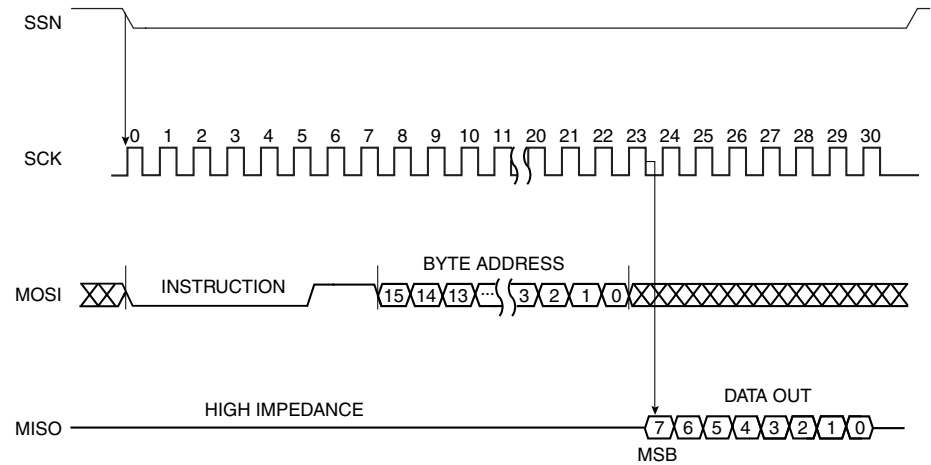 SSN
0 1 2 3 4 5 6 7 8 9 10 11 20 21 22 23 24 25 26 27 28 29 30
SCK
BYTE ADDRESS
INSTRUCTION
MOSI
15 14 13 ... 3 2 1 0
DATA OUT
HIGH IMPEDANCE
MISO
7 6 5 4 3 2 1 0
MSB